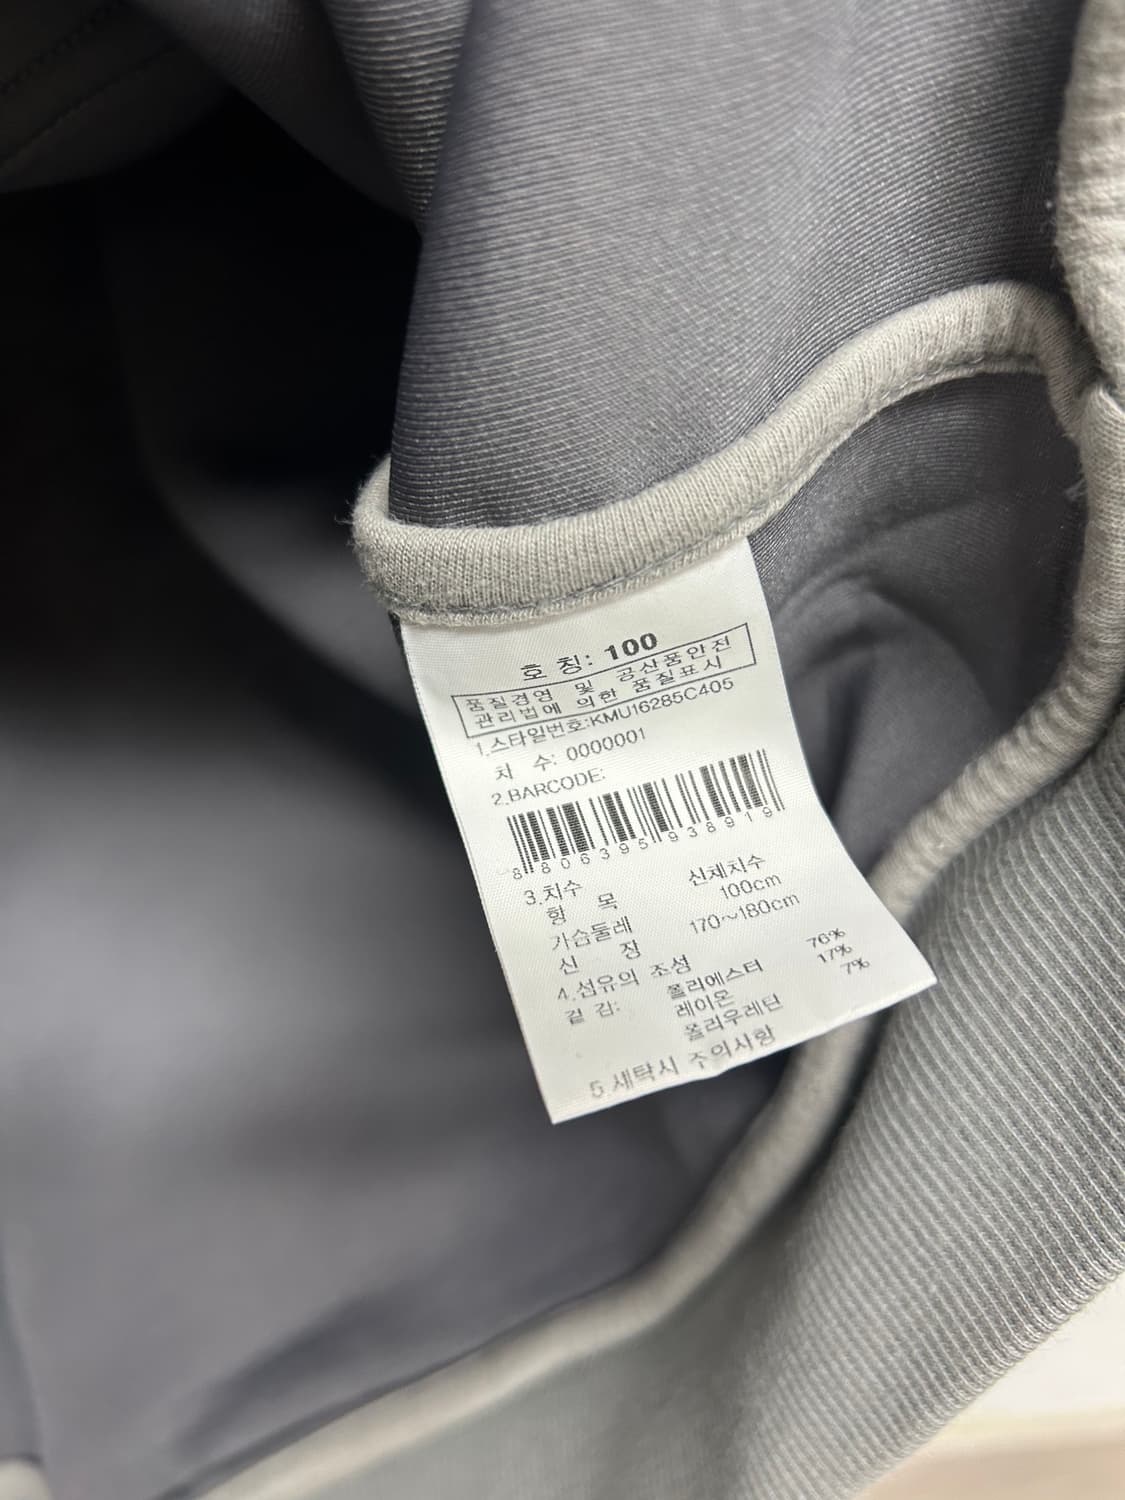 호 칭: 100
품질경영 및 공산품안전
관리법에 의한 품질표시
1.스타일번호:KMU16285C405
차 수: 0000001
2.BARCODE:
8806395938919
3.치수
항 목 신체치수
가슴둘레 100cm
신 장 170~180cm
4.섬유의 조성
겉 감: 폴리에스터 76%
레이온 17%
폴리우레탄 7%
5.세탁시 주의사항